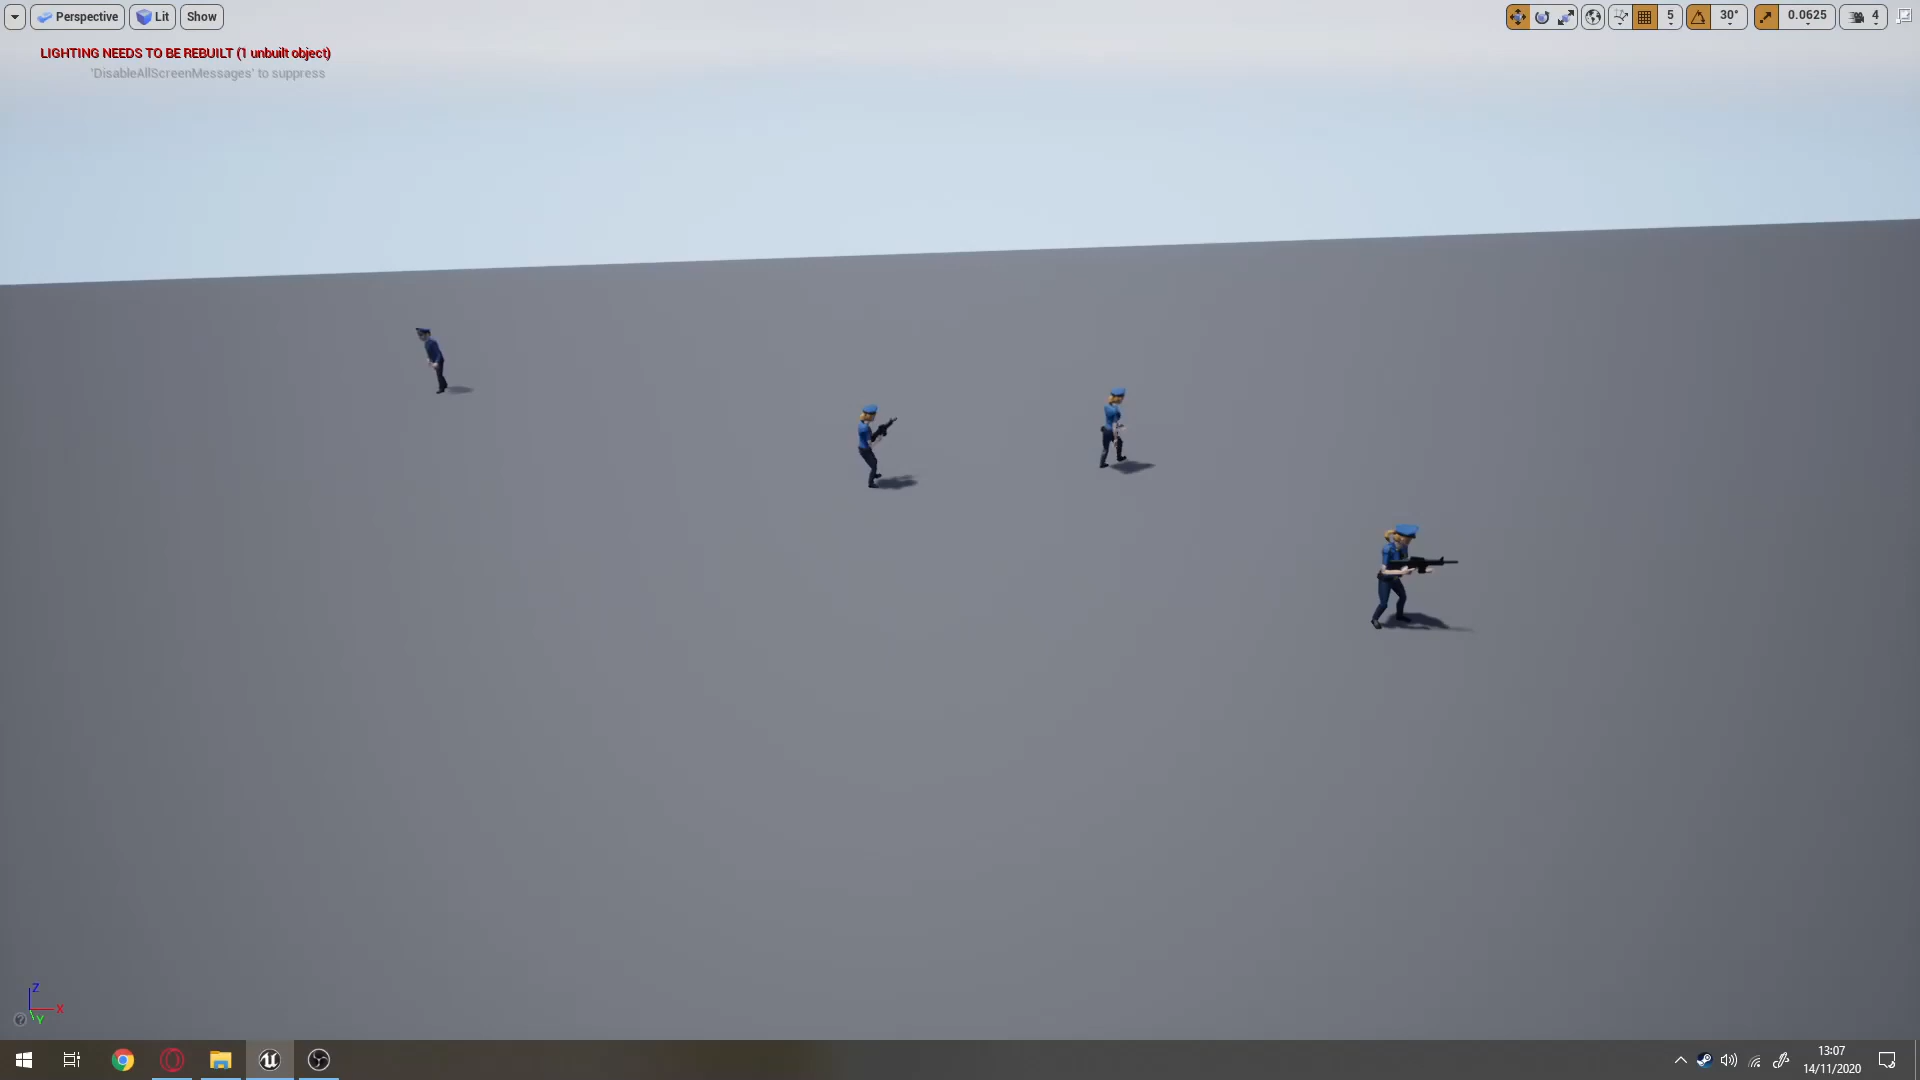 Perspective
Lit
Show
5
30°
0.0625
4
LIGHTING NEEDS TO BE REBUILT (1 unbuilt object)
'DisableAllScreenMessages' to suppress
Z
X
Y
?
13:07
14/11/2020